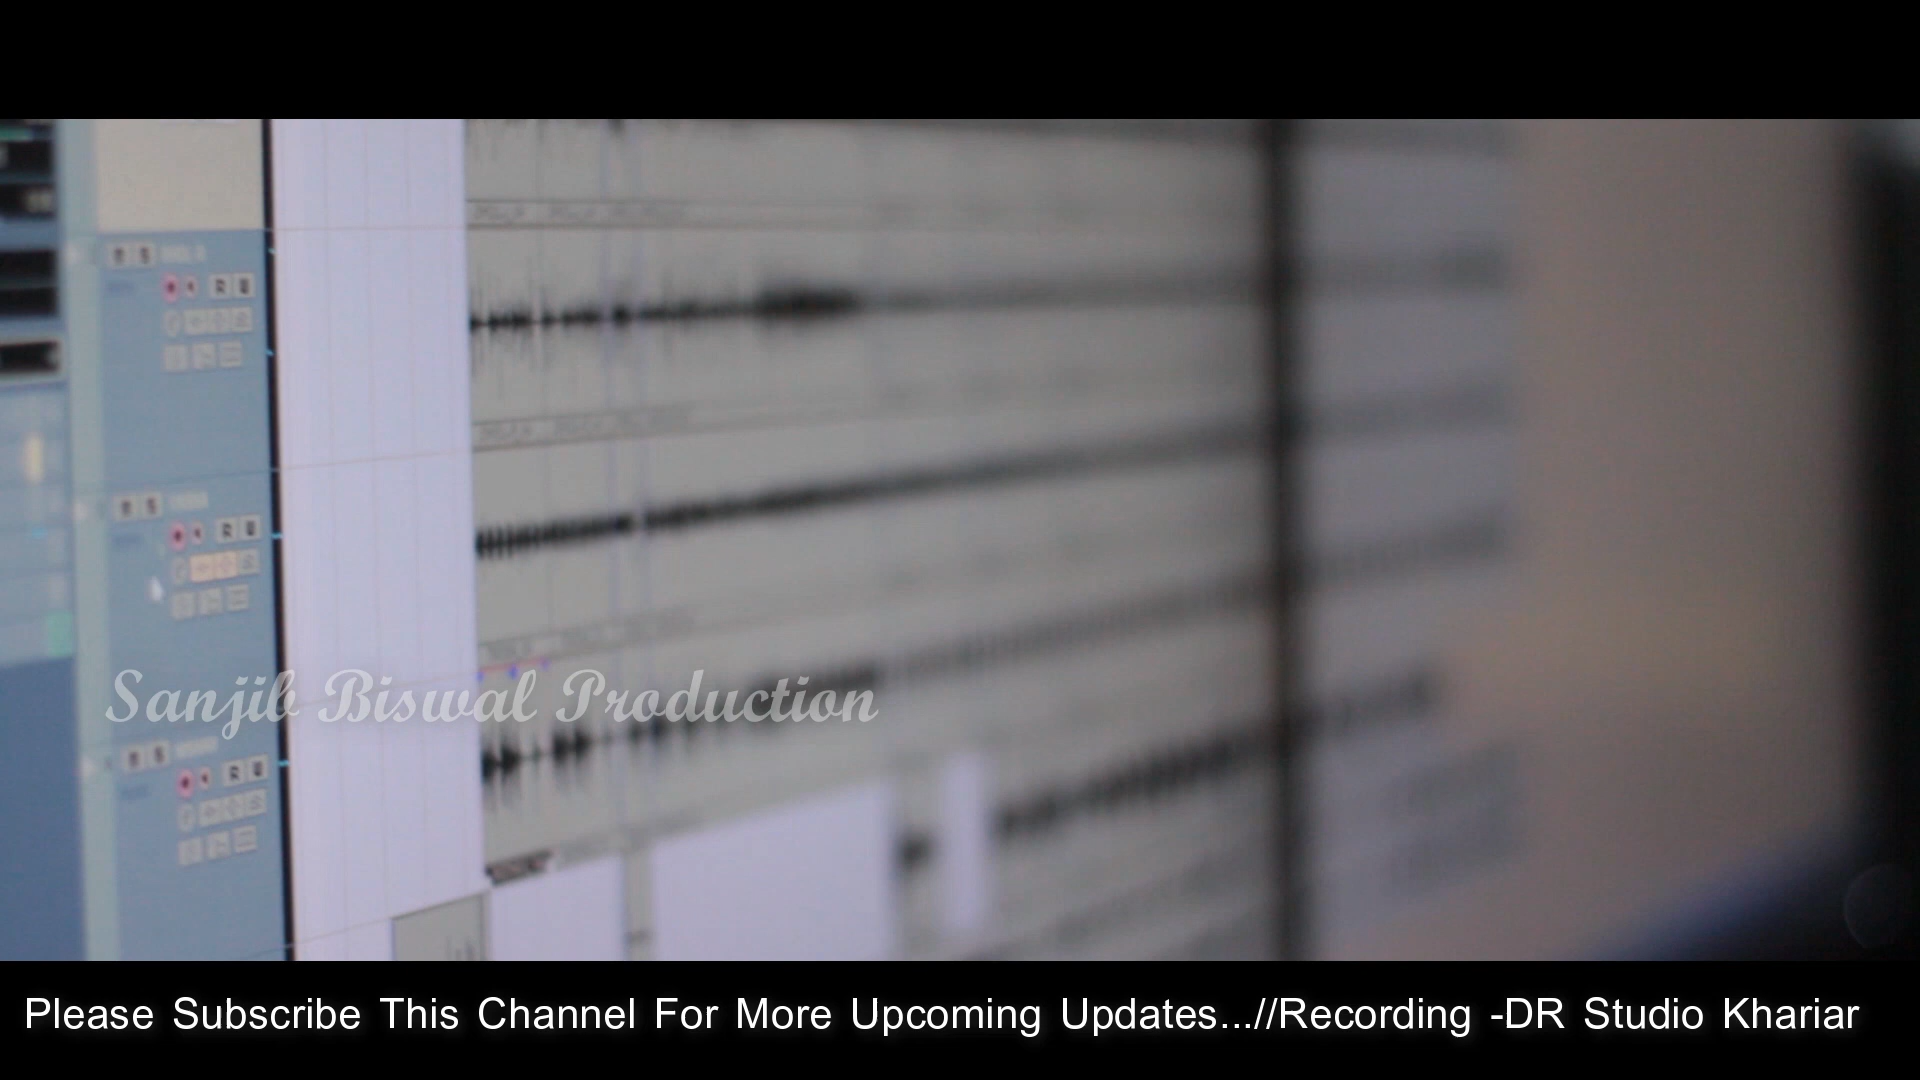 Sanjib Biswal Production
Please Subscribe This Channel For More Upcoming Updates...//Recording -DR Studio Khariar